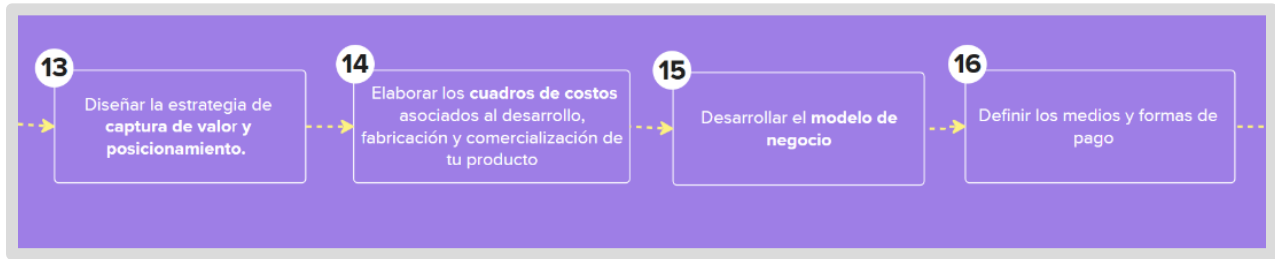 13
Diseñar la estrategia de
captura de valor y
posicionamiento.
14
Elaborar los cuadros de costos
asociados al desarrollo,
fabricación y comercialización de
tu producto
15
Desarrollar el modelo de
negocio
16
Definir los medios y formas de
pago